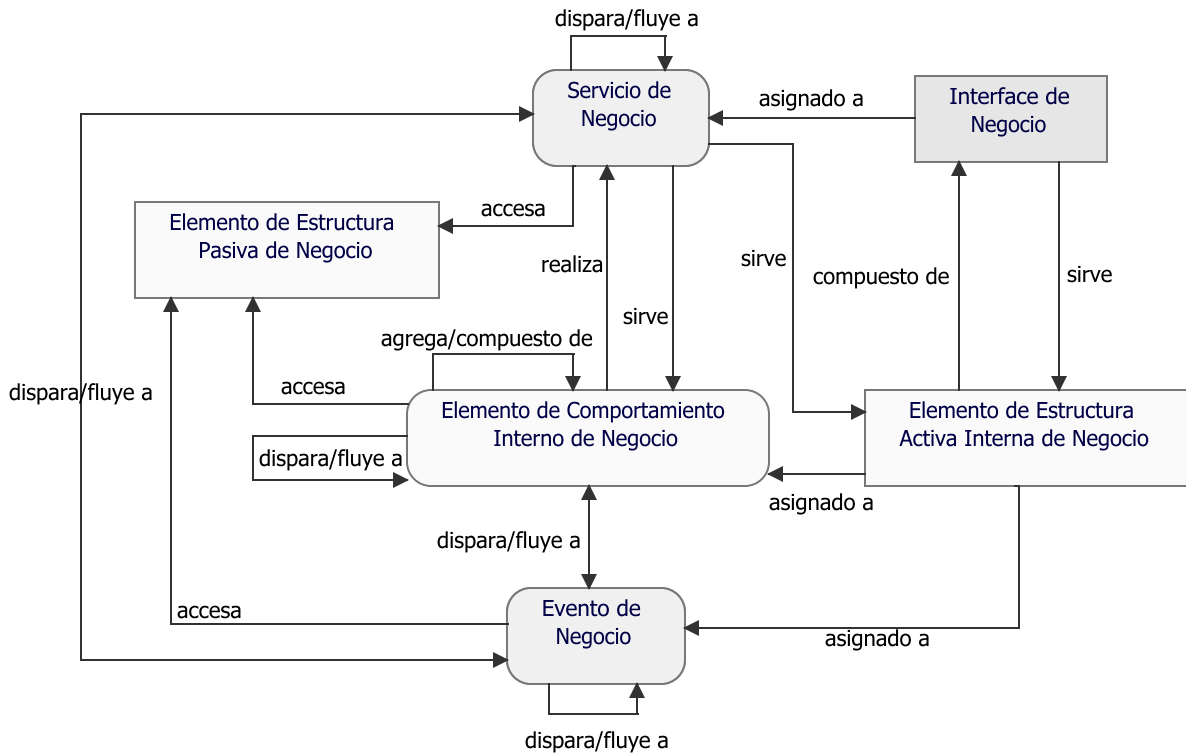 dispara/fluye a
Servicio de
Negocio
asignado a
Interface de
Negocio
Elemento de Estructura
Pasiva de Negocio
accesa
realiza
sirve
sirve
compuesto de
sirve
agrega/compuesto de
dispara/fluye a
accesa
Elemento de Comportamiento
Interno de Negocio
Elemento de Estructura
Activa Interna de Negocio
dispara/fluye a
asignado a
dispara/fluye a
accesa
Evento de
Negocio
asignado a
dispara/fluye a